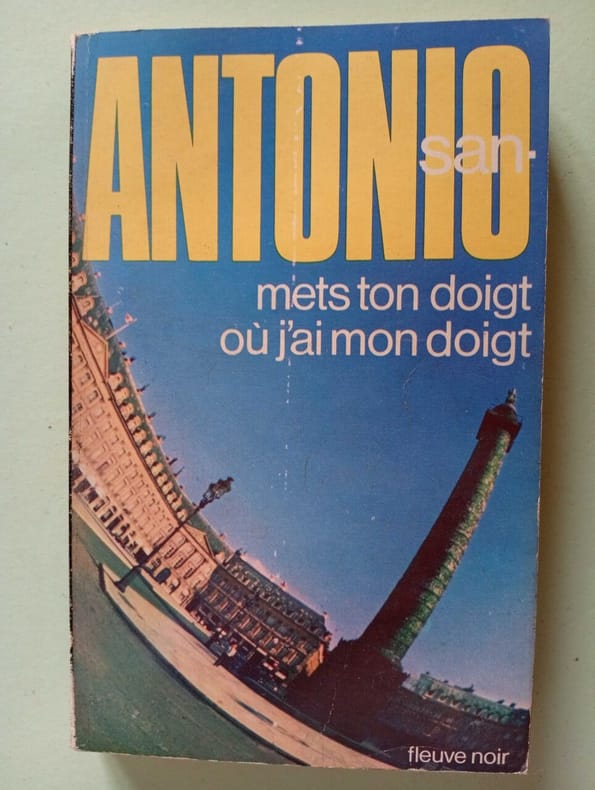 ANTONIO
san-
mets ton doigt
où j'ai mon doigt
fleuve noir